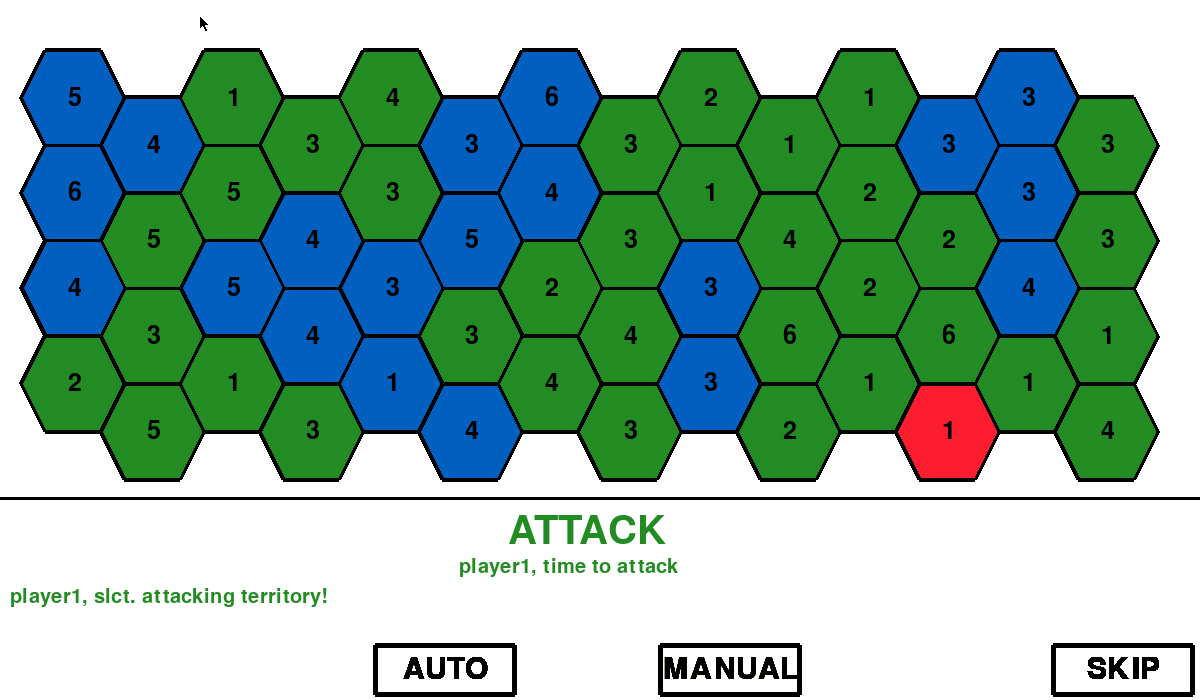 5 1 4 6 2 1 3
4 3 3 3 1 3 3
6 5 3 4 1 2 3
5 4 5 3 4 2 3
4 5 3 2 3 2 4
3 4 3 4 6 6 1
2 1 1 4 3 1 1
5 3 4 3 2 1 4
ATTACK
player1, time to attack
player1, slct. attacking territory!
AUTO MANUAL SKIP